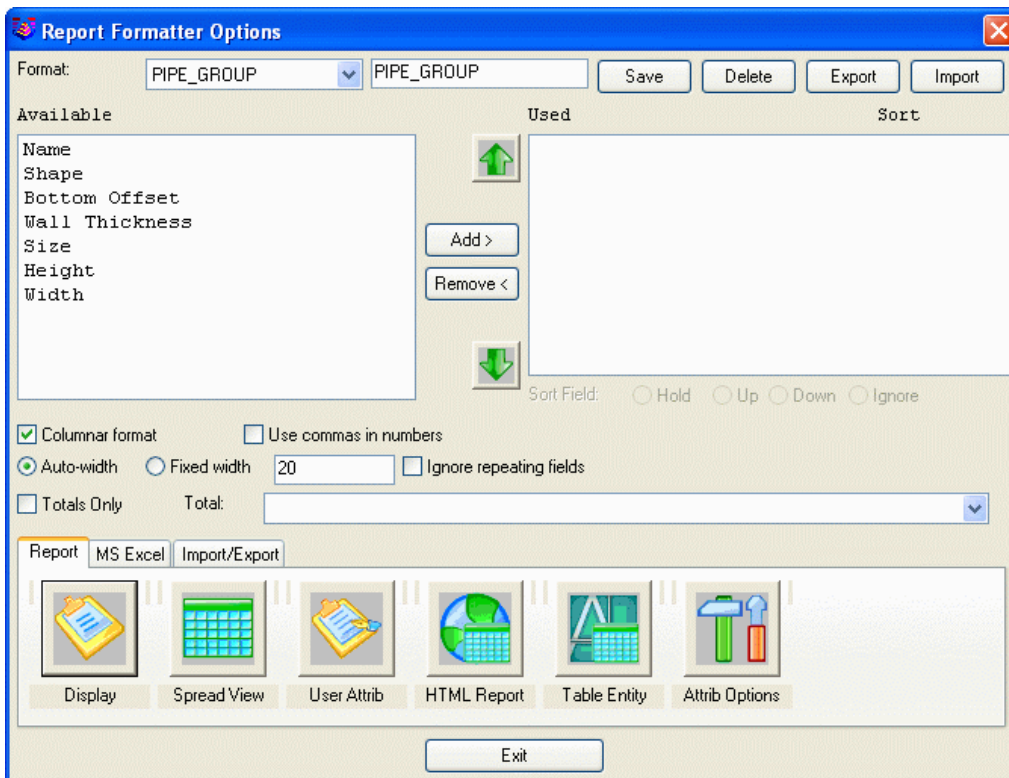 Report Formatter Options
Format: PIPE_GROUP PIPE_GROUP Save Delete Export Import
Available Used Sort
Name
Shape
Bottom Offset
Wall Thickness
Size
Height
Width
Add >
Remove <
Sort Field: Hold Up Down Ignore
Columnar format Use commas in numbers
Auto-width Fixed width 20 Ignore repeating fields
Totals Only Total:
Report MS Excel Import/Export
Display Spread View User Attrib HTML Report Table Entity Attrib Options
Exit